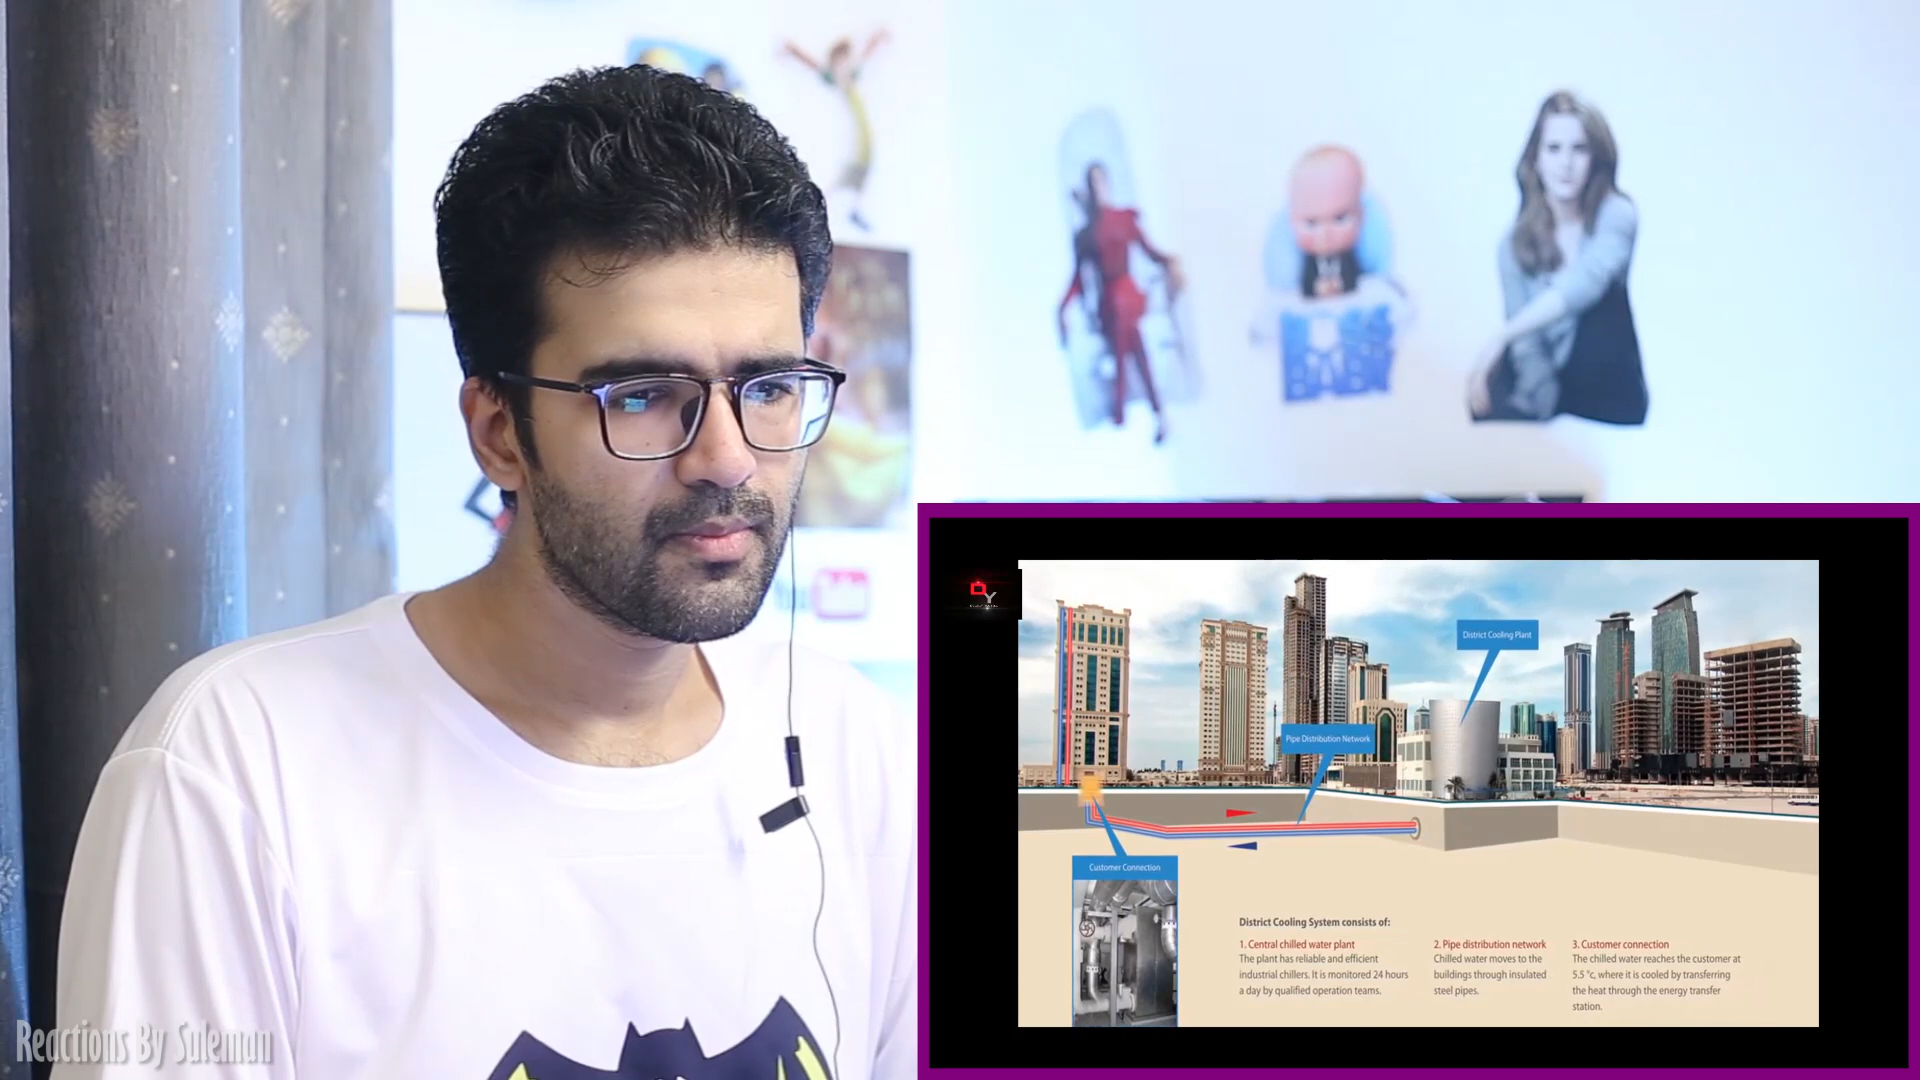 District Cooling Plant
Pipe Distribution Network
Customer Connection
District Cooling System consists of:
1. Central chilled water plant
The plant has reliable and efficient
industrial chillers. It is monitored 24 hours
a day by qualified operation teams.
2. Pipe distribution network
Chilled water moves to the
buildings through insulated
steel pipes.
3. Customer connection
The chilled water reaches the customer at
5.5 °c, where it is cooled by transferring
the heat through the energy transfer
station.
Reactions By Suleman